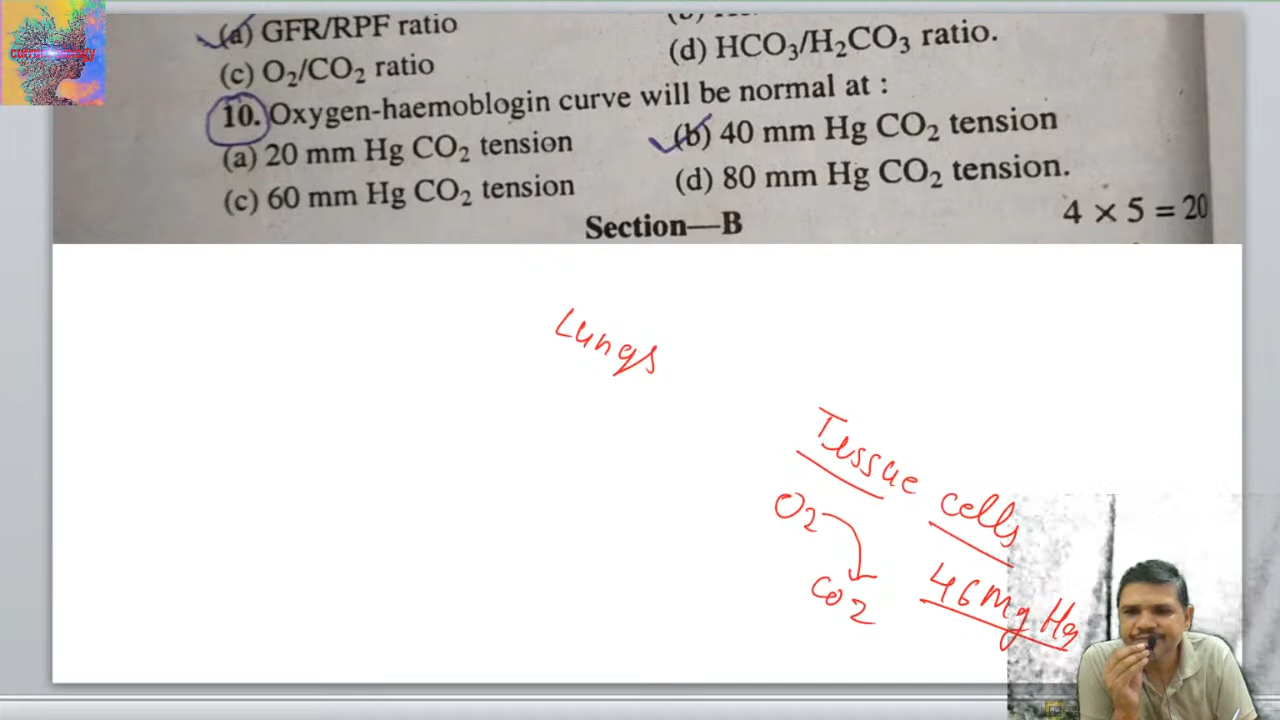 (a) GFR/RPF ratio
(c) O₂/CO₂ ratio
(d) HCO₃/H₂CO₃ ratio.
10. Oxygen-haemoblogin curve will be normal at :
(a) 20 mm Hg CO₂ tension
(b) 40 mm Hg CO₂ tension
(c) 60 mm Hg CO₂ tension
(d) 80 mm Hg CO₂ tension.
Section—B
4 × 5 = 20
Lungs
Tissue cells
O2
CO2
46 Mg Hg